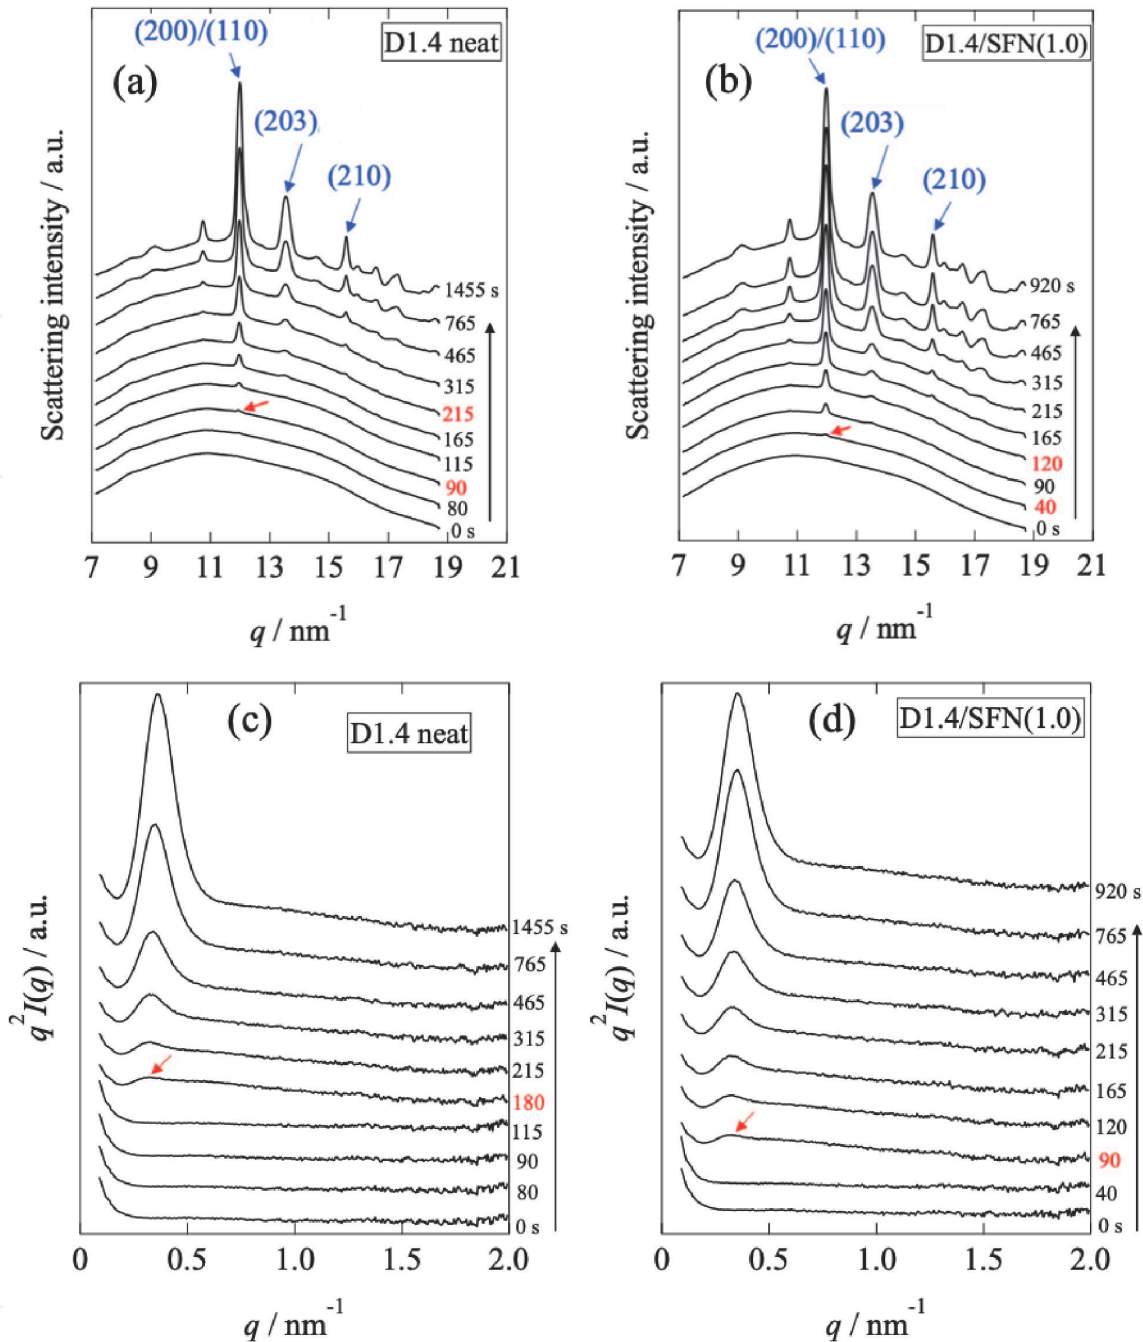 (200)/(110)
D1.4 neat
(a)
(203)
(210)
Scattering intensity / a.u.
1455 s
765
465
315
215
165
115
90
80
0 s
7 9 11 13 15 17 19 21
q / nm⁻¹
(200)/(110)
D1.4/SFN(1.0)
(b)
(203)
(210)
Scattering intensity / a.u.
920 s
765
465
315
215
165
120
90
40
0 s
7 9 11 13 15 17 19 21
q / nm⁻¹
(c)
D1.4 neat
q²I(q) / a.u.
1455 s
765
465
315
215
180
115
90
80
0 s
0 0.5 1.0 1.5 2.0
q / nm⁻¹
(d)
D1.4/SFN(1.0)
q²I(q) / a.u.
920 s
765
465
315
215
165
120
90
40
0 s
0 0.5 1.0 1.5 2.0
q / nm⁻¹